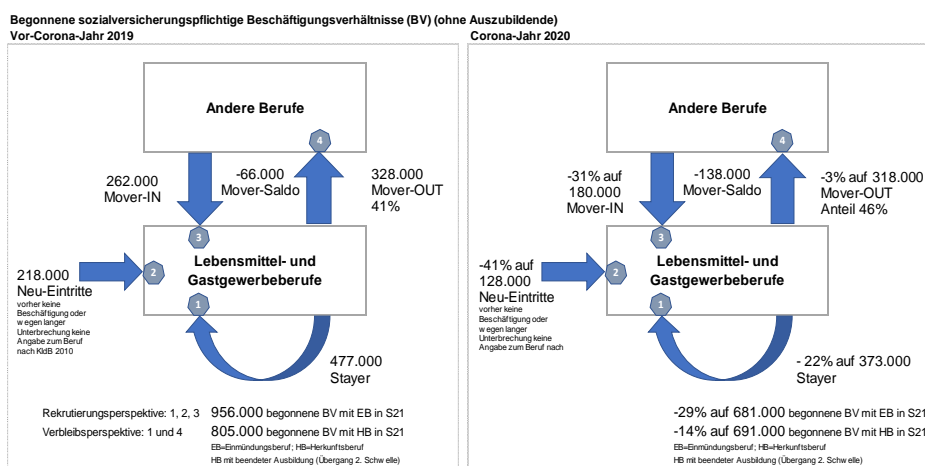 Begonnene sozialversicherungspflichtige Beschäftigungsverhältnisse (BV) (ohne Auszubildende)
Vor-Corona-Jahr 2019
Andere Berufe
4
262.000
Mover-IN
-66.000
Mover-Saldo
328.000
Mover-OUT
41%
3
Lebensmittel- und
Gastgewerbeberufe
2
1
218.000
Neu-Eintritte
vorher keine
Beschäftigung oder
wegen langer
Unterbrechung keine
Angabe zum Beruf
nach KldB 2010
477.000
Stayer
Rekrutierungsperspektive: 1, 2, 3 956.000 begonnene BV mit EB in S21
Verbleibsperspektive: 1 und 4 805.000 begonnene BV mit HB in S21
EB=Einmündungsberuf; HB=Herkunftsberuf
HB mit beendeter Ausbildung (Übergang 2. Schwelle)
Corona-Jahr 2020
Andere Berufe
4
-31% auf
180.000
Mover-IN
-138.000
Mover-Saldo
-3% auf 318.000
Mover-OUT
Anteil 46%
3
Lebensmittel- und
Gastgewerbeberufe
2
1
-41% auf
128.000
Neu-Eintritte
vorher keine
Beschäftigung oder
wegen langer
Unterbrechung keine
Angabe zum Beruf nach
- 22% auf 373.000
Stayer
-29% auf 681.000 begonnene BV mit EB in S21
-14% auf 691.000 begonnene BV mit HB in S21
EB=Einmündungsberuf; HB=Herkunftsberuf
HB mit beendeter Ausbildung (Übergang 2. Schwelle)